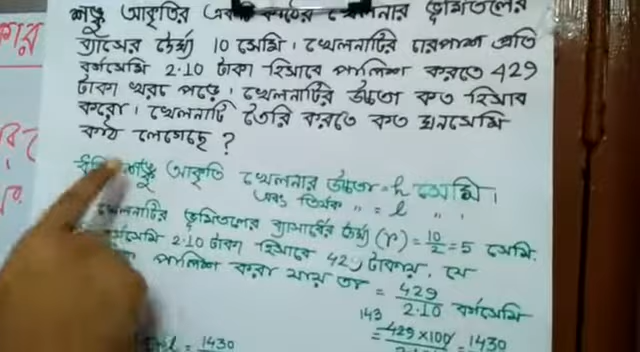 শঙ্কু আকৃতির একটি কাঠের খেলনার ভূমিতলের
ব্যাসের দৈর্ঘ্য 10 সেমি। খেলনাটির চারপাশ প্রতি
বর্গসেমি 2.10 টাকা হিসাবে পালিশ করতে 429
টাকা খরচ পড়ে। খেলনাটির উচ্চতা কত হিসাব
করো। খেলনাটি তৈরি করতে কত ঘনসেমি
কাঠ লেগেছে?
শঙ্কু আকৃতি খেলনার উচ্চতা = h সেমি।
এবং তির্যক " = l " ।
খেলনাটির ভূমিতলের ব্যাসার্ধের দৈর্ঘ্য (r) = 10/2 = 5 সেমি.
বর্গসেমি 2.10 টাকা হিসাবে 429 টাকায়, যে
পালিশ করা যায় তা = 429/2.10 বর্গসেমি
143
= 429×100 = 1430
l = 1430